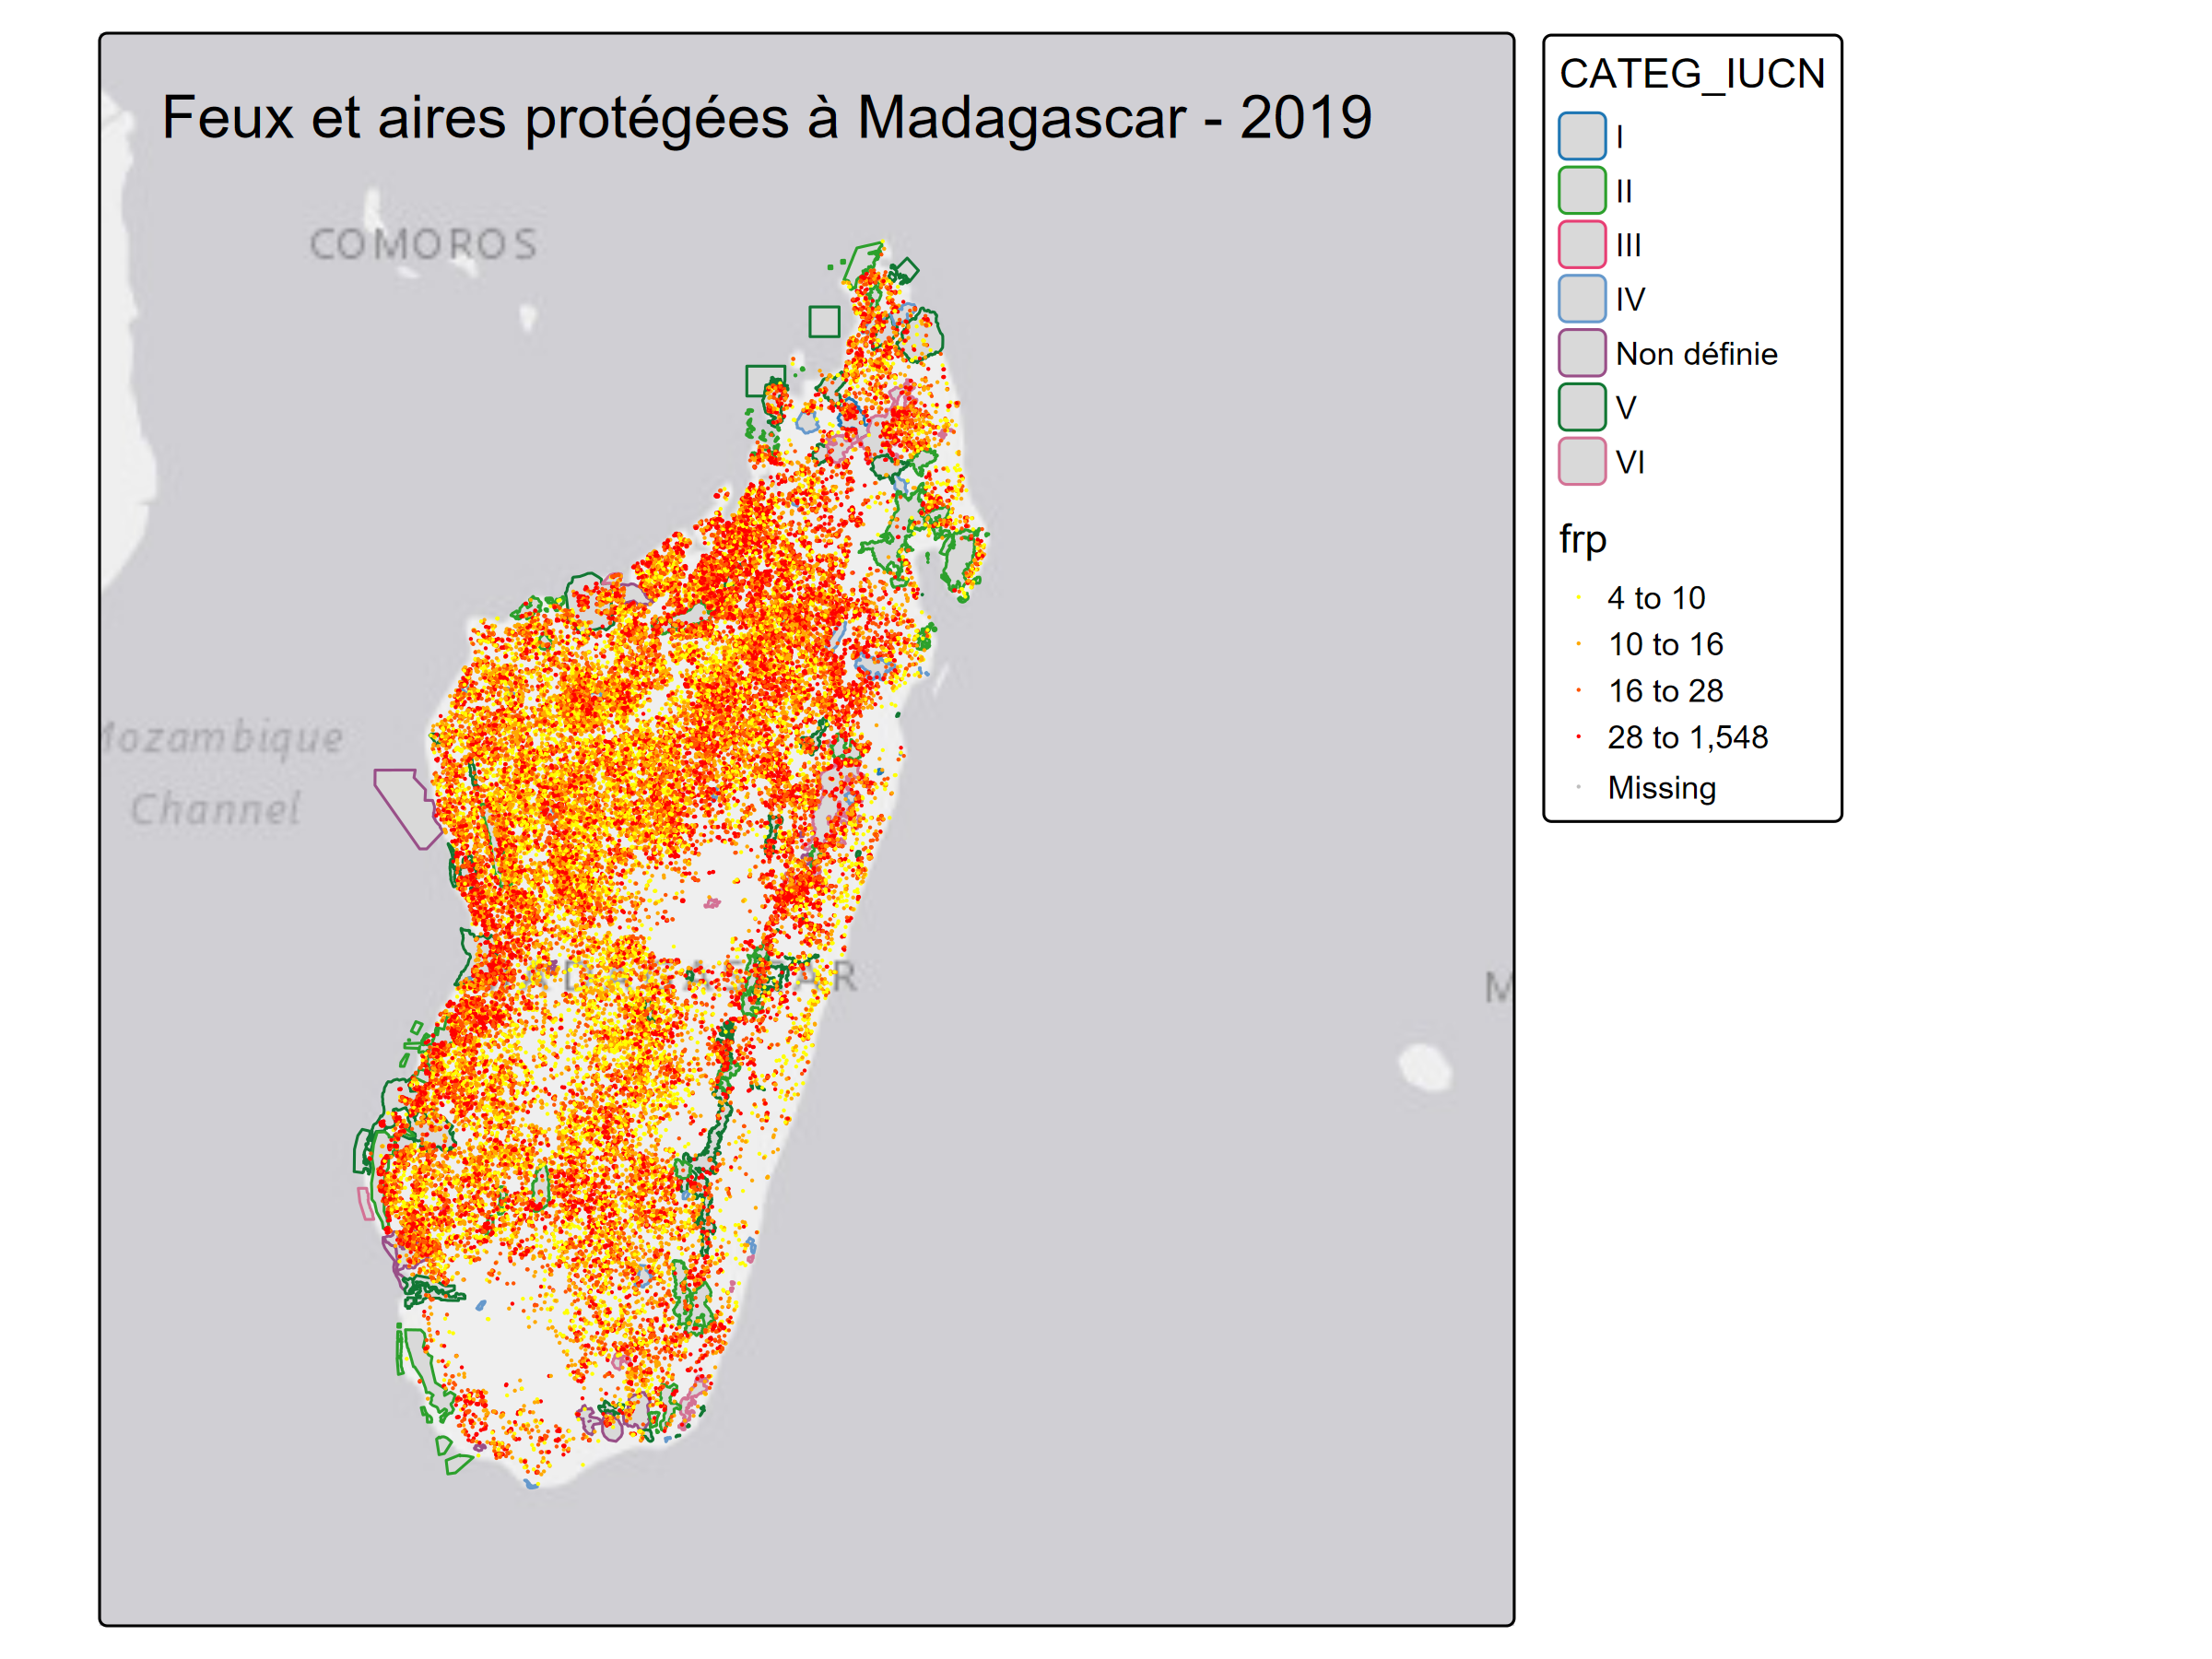 Feux et aires protégées à Madagascar - 2019
COMOROS
Mozambique
Channel
CATEG_IUCN
I
II
III
IV
Non définie
V
VI
frp
4 to 10
10 to 16
16 to 28
28 to 1,548
Missing